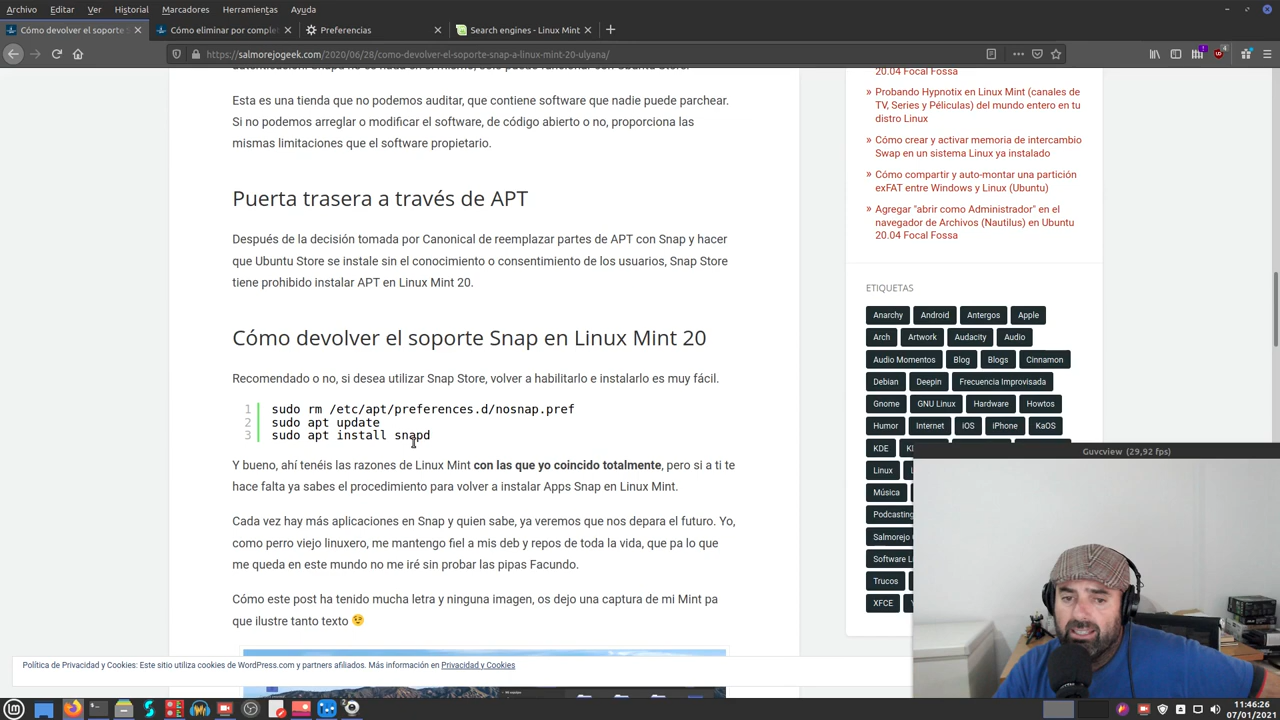 Archivo Editar Ver Historial Marcadores Herramientas Ayuda
Cómo devolver el soporte S
Cómo eliminar por complet
Preferencias
Search engines - Linux Mint
https://salmorejogeek.com/2020/06/28/como-devolver-el-soporte-snap-a-linux-mint-20-ulyana/
Esta es una tienda que no podemos auditar, que contiene software que nadie puede parchear.
Si no podemos arreglar o modificar el software, de código abierto o no, proporciona las
mismas limitaciones que el software propietario.
Puerta trasera a través de APT
Después de la decisión tomada por Canonical de reemplazar partes de APT con Snap y hacer
que Ubuntu Store se instale sin el conocimiento o consentimiento de los usuarios, Snap Store
tiene prohibido instalar APT en Linux Mint 20.
Cómo devolver el soporte Snap en Linux Mint 20
Recomendado o no, si desea utilizar Snap Store, volver a habilitarlo e instalarlo es muy fácil.
1 sudo rm /etc/apt/preferences.d/nosnap.pref
2 sudo apt update
3 sudo apt install snapd
Y bueno, ahí tenéis las razones de Linux Mint con las que yo coincido totalmente, pero si a ti te
hace falta ya sabes el procedimiento para volver a instalar Apps Snap en Linux Mint.
Cada vez hay más aplicaciones en Snap y quien sabe, ya veremos que nos depara el futuro. Yo,
como perro viejo linuxero, me mantengo fiel a mis deb y repos de toda la vida, que pa lo que
me queda en este mundo no me iré sin probar las pipas Facundo.
Cómo este post ha tenido mucha letra y ninguna imagen, os dejo una captura de mi Mint pa
que ilustre tanto texto
Política de Privacidad y Cookies: Este sitio utiliza cookies de WordPress.com y partners afiliados. Más información en Privacidad y Cookies
20.04 Focal Fossa
» Probando Hypnotix en Linux Mint (canales de
TV, Series y Péliculas) del mundo entero en tu
distro Linux
» Cómo crear y activar memoria de intercambio
Swap en un sistema Linux ya instalado
» Cómo compartir y auto-montar una partición
exFAT entre Windows y Linux (Ubuntu)
» Agregar "abrir como Administrador" en el
navegador de Archivos (Nautilus) en Ubuntu
20.04 Focal Fossa
ETIQUETAS
Anarchy Android Antergos Apple
Arch Artwork Audacity Audio
Audio Momentos Blog Blogs Cinnamon
Debian Deepin Frecuencia Improvisada
Gnome GNU Linux Hardware Howtos
Humor Internet iOS iPhone KaOS
KDE
Linux
Música
Podcasting
Salmorejo
Software
Trucos
XFCE
Guvcview (29,92 fps)
11:46:26
07/01/2021